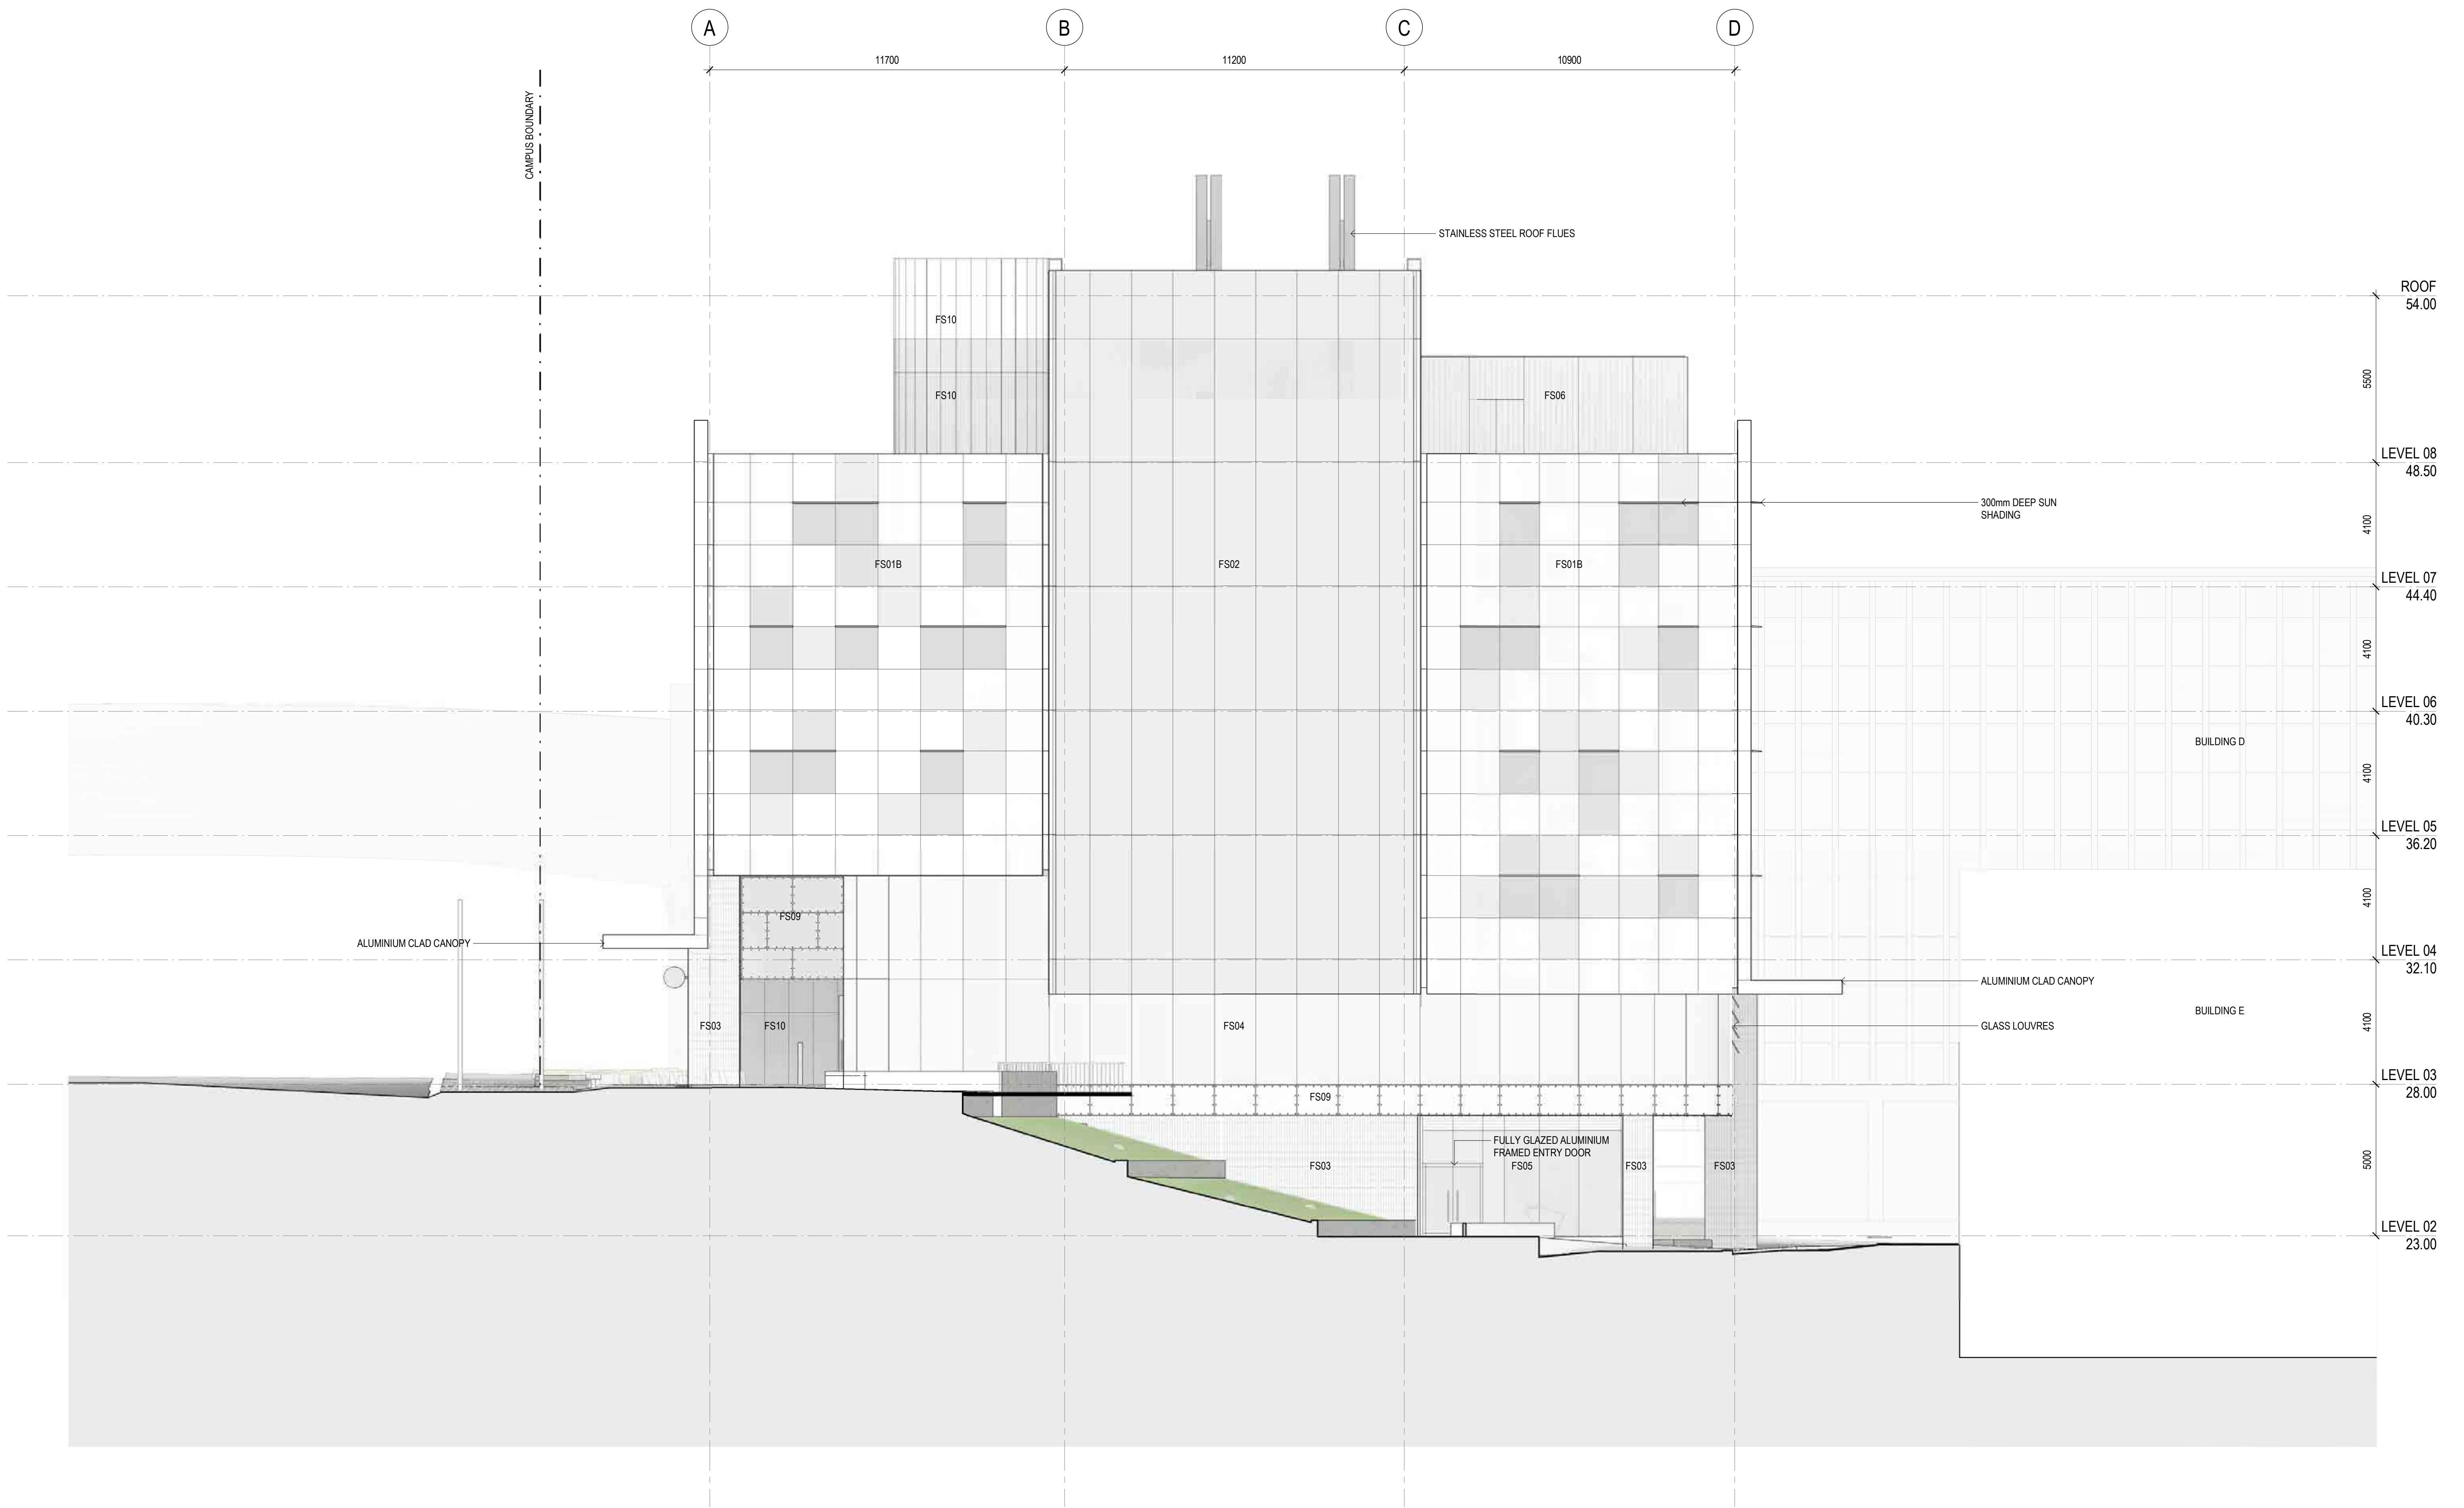 A
B
C
D
11700
11200
10900
CAMPUS BOUNDARY
STAINLESS STEEL ROOF FLUES
ROOF
54.00
FS10
5500
FS10
FS06
LEVEL 08
48.50
300mm DEEP SUN
SHADING
4100
FS01B
FS02
FS01B
LEVEL 07
44.40
4100
LEVEL 06
40.30
BUILDING D
4100
LEVEL 05
36.20
4100
FS09
ALUMINIUM CLAD CANOPY
LEVEL 04
32.10
ALUMINIUM CLAD CANOPY
BUILDING E
FS03
FS10
FS04
GLASS LOUVRES
4100
LEVEL 03
28.00
FS09
FULLY GLAZED ALUMINIUM
FRAMED ENTRY DOOR
FS03
FS05
FS03
FS03
5000
LEVEL 02
23.00